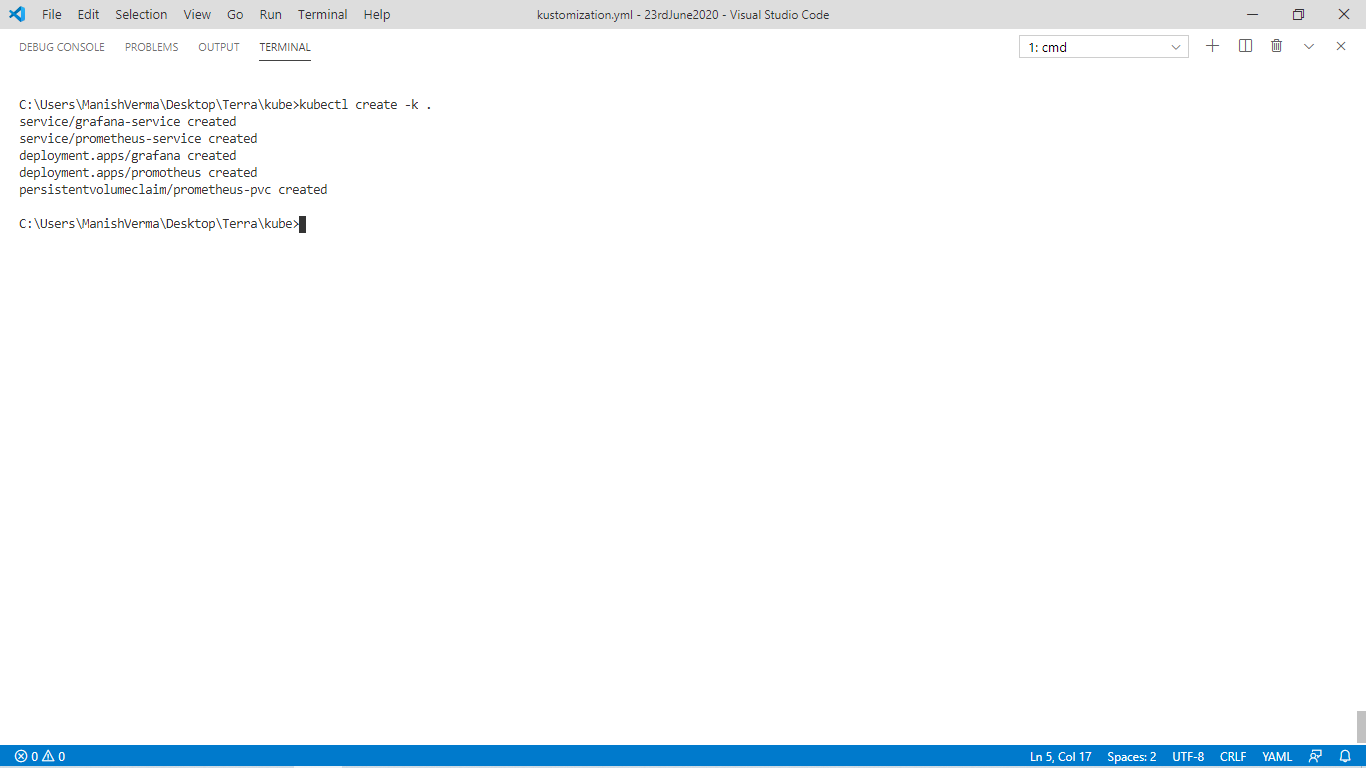 File Edit Selection View Go Run Terminal Help kustomization.yml - 23rdJune2020 - Visual Studio Code
DEBUG CONSOLE PROBLEMS OUTPUT TERMINAL 1: cmd
C:\Users\ManishVerma\Desktop\Terra\kube>kubectl create -k .
service/grafana-service created
service/prometheus-service created
deployment.apps/grafana created
deployment.apps/promotheus created
persistentvolumeclaim/prometheus-pvc created
C:\Users\ManishVerma\Desktop\Terra\kube>
0 0 Ln 5, Col 17 Spaces: 2 UTF-8 CRLF YAML